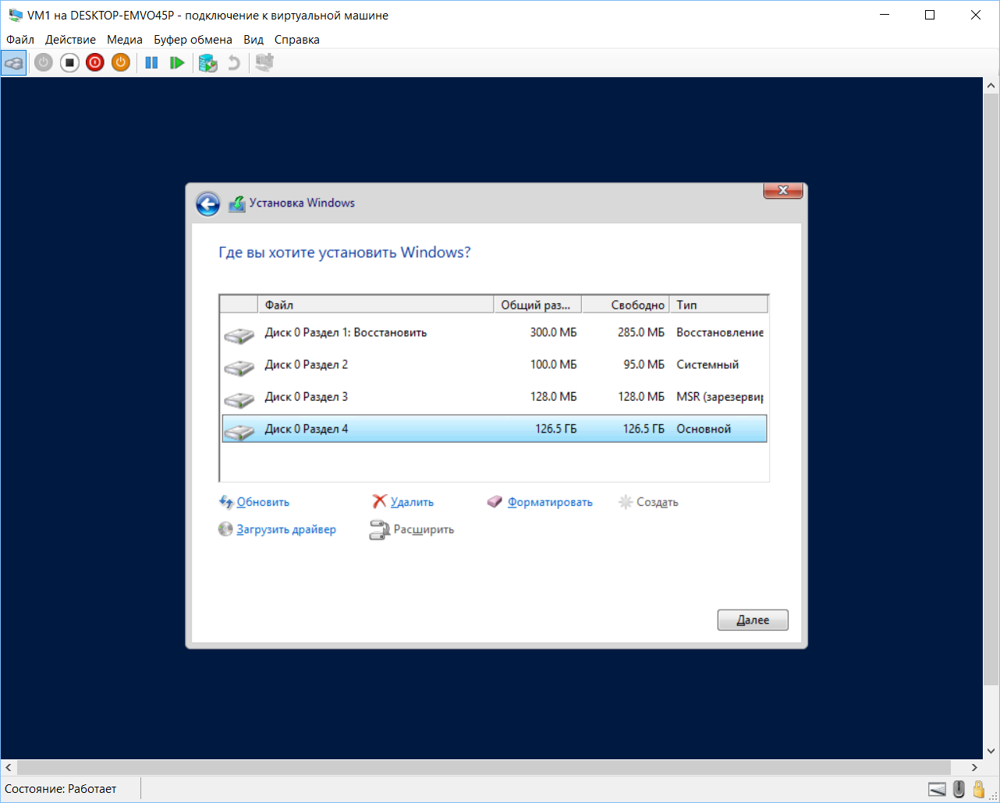 VM1 на DESKTOP-EMVO45P - подключение к виртуальной машине
Файл Действие Медиа Буфер обмена Вид Справка
Установка Windows
Где вы хотите установить Windows?
Файл Общий раз... Свободно Тип
Диск 0 Раздел 1: Восстановить 300.0 МБ 285.0 МБ Восстановление
Диск 0 Раздел 2 100.0 МБ 95.0 МБ Системный
Диск 0 Раздел 3 128.0 МБ 128.0 МБ MSR (зарезервир
Диск 0 Раздел 4 126.5 ГБ 126.5 ГБ Основной
Обновить Удалить Форматировать Создать
Загрузить драйвер Расширить
Далее
Состояние: Работает